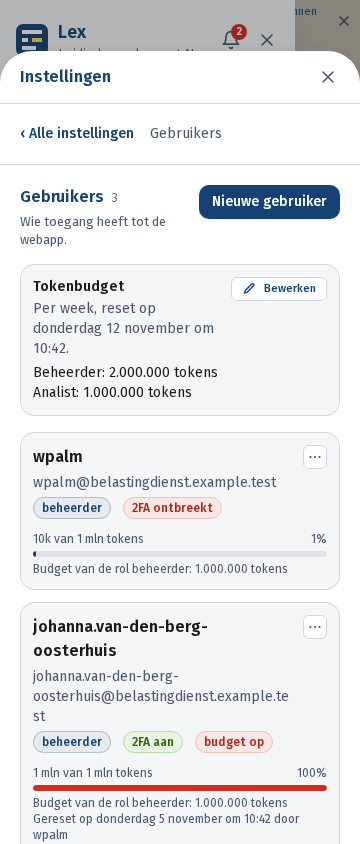 nnen
Lex
2
Instellingen
‹ Alle instellingen Gebruikers
Gebruikers 3
Nieuwe gebruiker
Wie toegang heeft tot de
webapp.
Tokenbudget
Bewerken
Per week, reset op
donderdag 12 november om
10:42.
Beheerder: 2.000.000 tokens
Analist: 1.000.000 tokens
wpalm
wpalm@belastingdienst.example.test
beheerder 2FA ontbreekt
10k van 1 mln tokens 1%
Budget van de rol beheerder: 1.000.000 tokens
johanna.van-den-berg-
oosterhuis
johanna.van-den-berg-
oosterhuis@belastingdienst.example.te
st
beheerder 2FA aan budget op
1 mln van 1 mln tokens 100%
Budget van de rol beheerder: 1.000.000 tokens
Gereset op donderdag 5 november om 10:42 door
wpalm